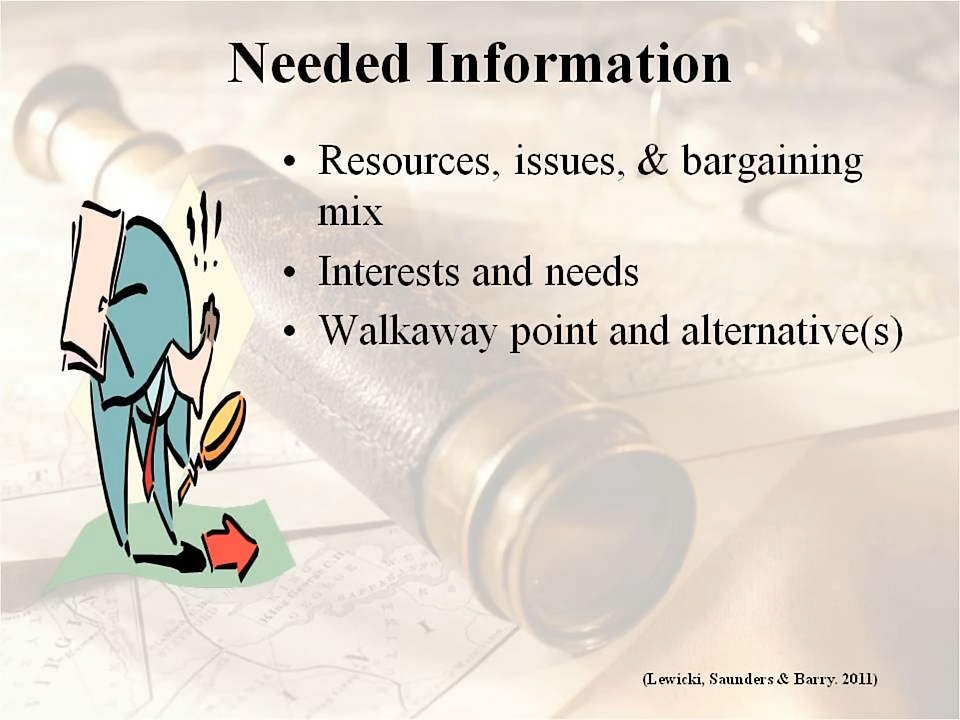 Needed Information
• Resources, issues, & bargaining
mix
• Interests and needs
• Walkaway point and alternative(s)
(Lewicki, Saunders & Barry. 2011)